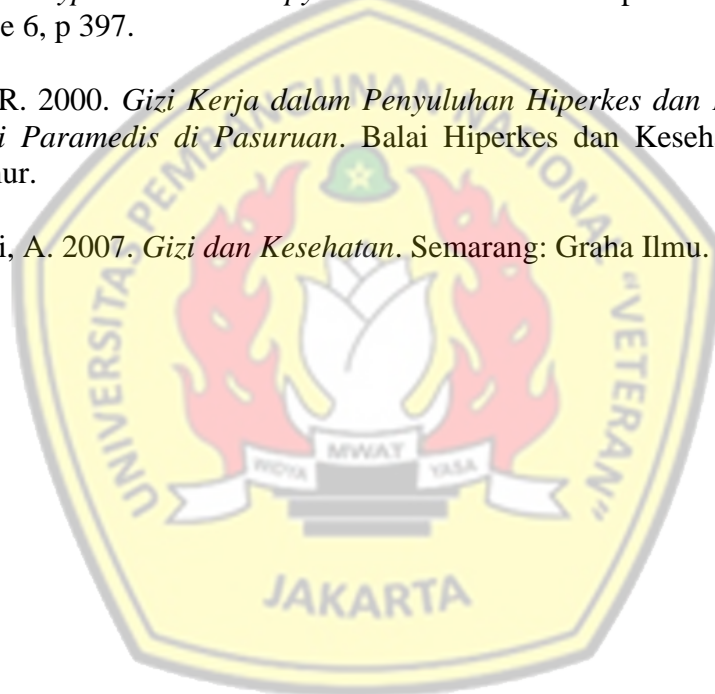 e 6, p 397.
R. 2000. Gizi Kerja dalam Penyuluhan Hiperkes dan
i Paramedis di Pasuruan. Balai Hiperkes dan Keseh
nur.
i, A. 2007. Gizi dan Kesehatan. Semarang: Graha Ilmu.
UNIVERSITAS PEMBANGUNAN NASIONAL "VETERAN"
WIDYA MWAT YASA
JAKARTA